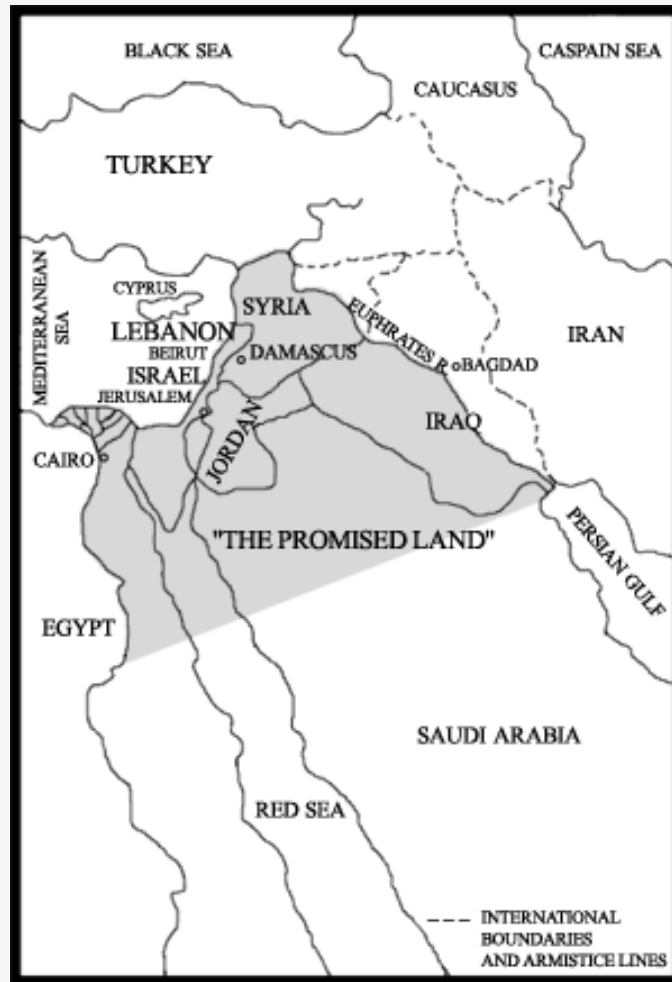 BLACK SEA
CASPAIN SEA
CAUCASUS
TURKEY
MEDITERRANEAN
SEA
CYPRUS
SYRIA
LEBANON
BEIRUT
DAMASCUS
ISRAEL
JERUSALEM
EUPHRATES R.
BAGDAD
IRAN
JORDAN
IRAQ
CAIRO
"THE PROMISED LAND"
PERSIAN GULF
EGYPT
SAUDI ARABIA
RED SEA
INTERNATIONAL
BOUNDARIES
AND ARMISTICE LINES